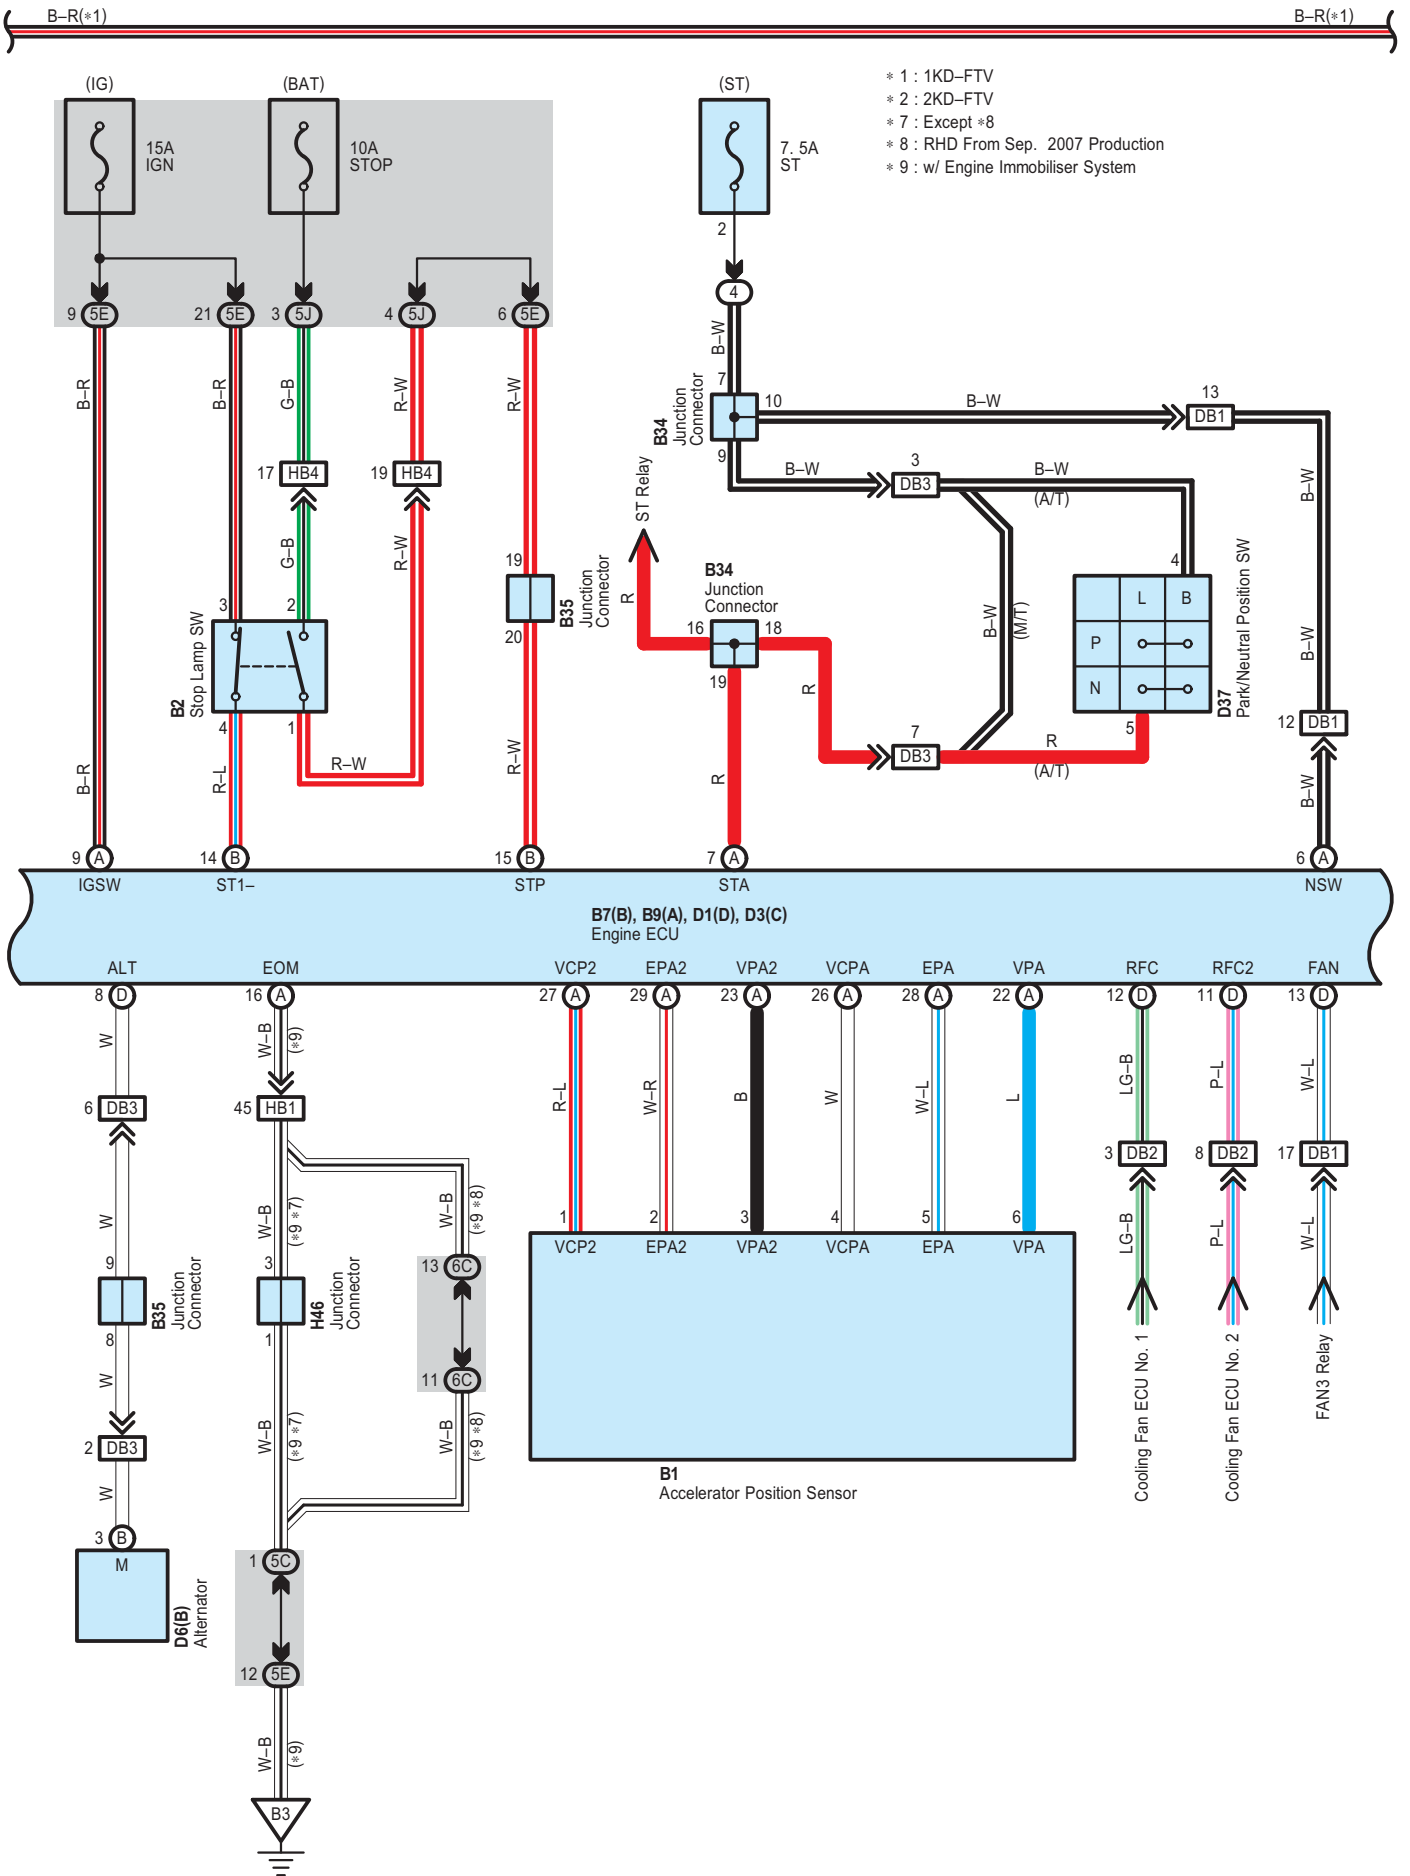 B–R(∗1)
B–R(∗1)
(IG)
(BAT)
(ST)
∗ 1 : 1KD–FTV
∗ 2 : 2KD–FTV
∗ 7 : Except ∗8
∗ 8 : RHD From Sep. 2007 Production
∗ 9 : w/ Engine Immobiliser System
15A
IGN
10A
STOP
7. 5A
ST
2
4
9
5E
21
5E
3
5J
4
5J
6
5E
B–R
B–R
G–B
R–W
R–W
B–W
7
10
B34
Junction
Connector
9
B–W
13
DB1
B–W
3
DB3
B–W
(A/T)
B–W
17
HB4
19
HB4
ST Relay
G–B
R–W
19
B35
Junction
Connector
20
R
B34
Junction
Connector
16
18
19
B–W
(M/T)
4
L
B
P
N
D37
Park/Neutral Position SW
5
B–W
3
2
B2
Stop Lamp SW
4
1
R–W
R
7
DB3
R
(A/T)
12
DB1
B–R
R–L
R–W
R
B–W
9
A
14
B
15
B
7
A
6
A
IGSW
ST1–
STP
STA
NSW
B7(B), B9(A), D1(D), D3(C)
Engine ECU
ALT
EOM
VCP2
EPA2
VPA2
VCPA
EPA
VPA
RFC
RFC2
FAN
8
D
16
A
27
A
29
A
23
A
26
A
28
A
22
A
12
D
11
D
13
D
W
W–B
(∗9)
R–L
W–R
B
W
W–L
L
LG–B
P–L
W–L
6
DB3
45
HB1
3
DB2
8
DB2
17
DB1
W
W–B
(∗9 ∗7)
W–B
(∗9 ∗8)
1
2
3
4
5
6
VCP2
EPA2
VPA2
VCPA
EPA
VPA
LG–B
P–L
W–L
9
B35
Junction
Connector
8
3
H46
Junction
Connector
1
13
6C
11
6C
W
W–B
(∗9 ∗7)
W–B
(∗9 ∗8)
Cooling Fan ECU No. 1
Cooling Fan ECU No. 2
FAN3 Relay
2
DB3
B1
Accelerator Position Sensor
W
3
B
M
D6(B)
Alternator
1
5C
12
5E
W–B
(∗9)
B3